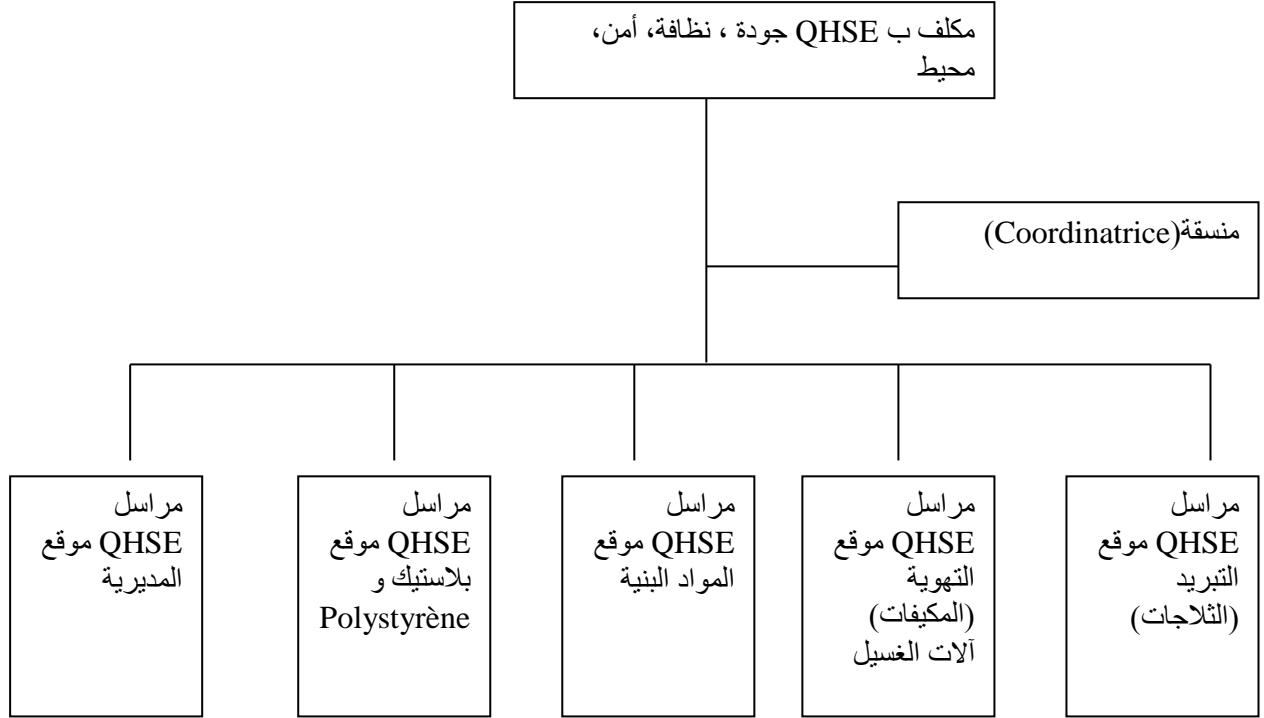 مكلف ب QHSE جودة ، نظافة، أمن،
محيط
منسقة(Coordinatrice)
مراسل
QHSE موقع
التبريد
(الثلاجات)
مراسل
QHSE موقع
التهوية
(المكيفات)
آلات الغسيل
مراسل
QHSE موقع
المواد البنية
مراسل
QHSE موقع
بلاستيك و
Polystyrène
مراسل
QHSE موقع
المديرية